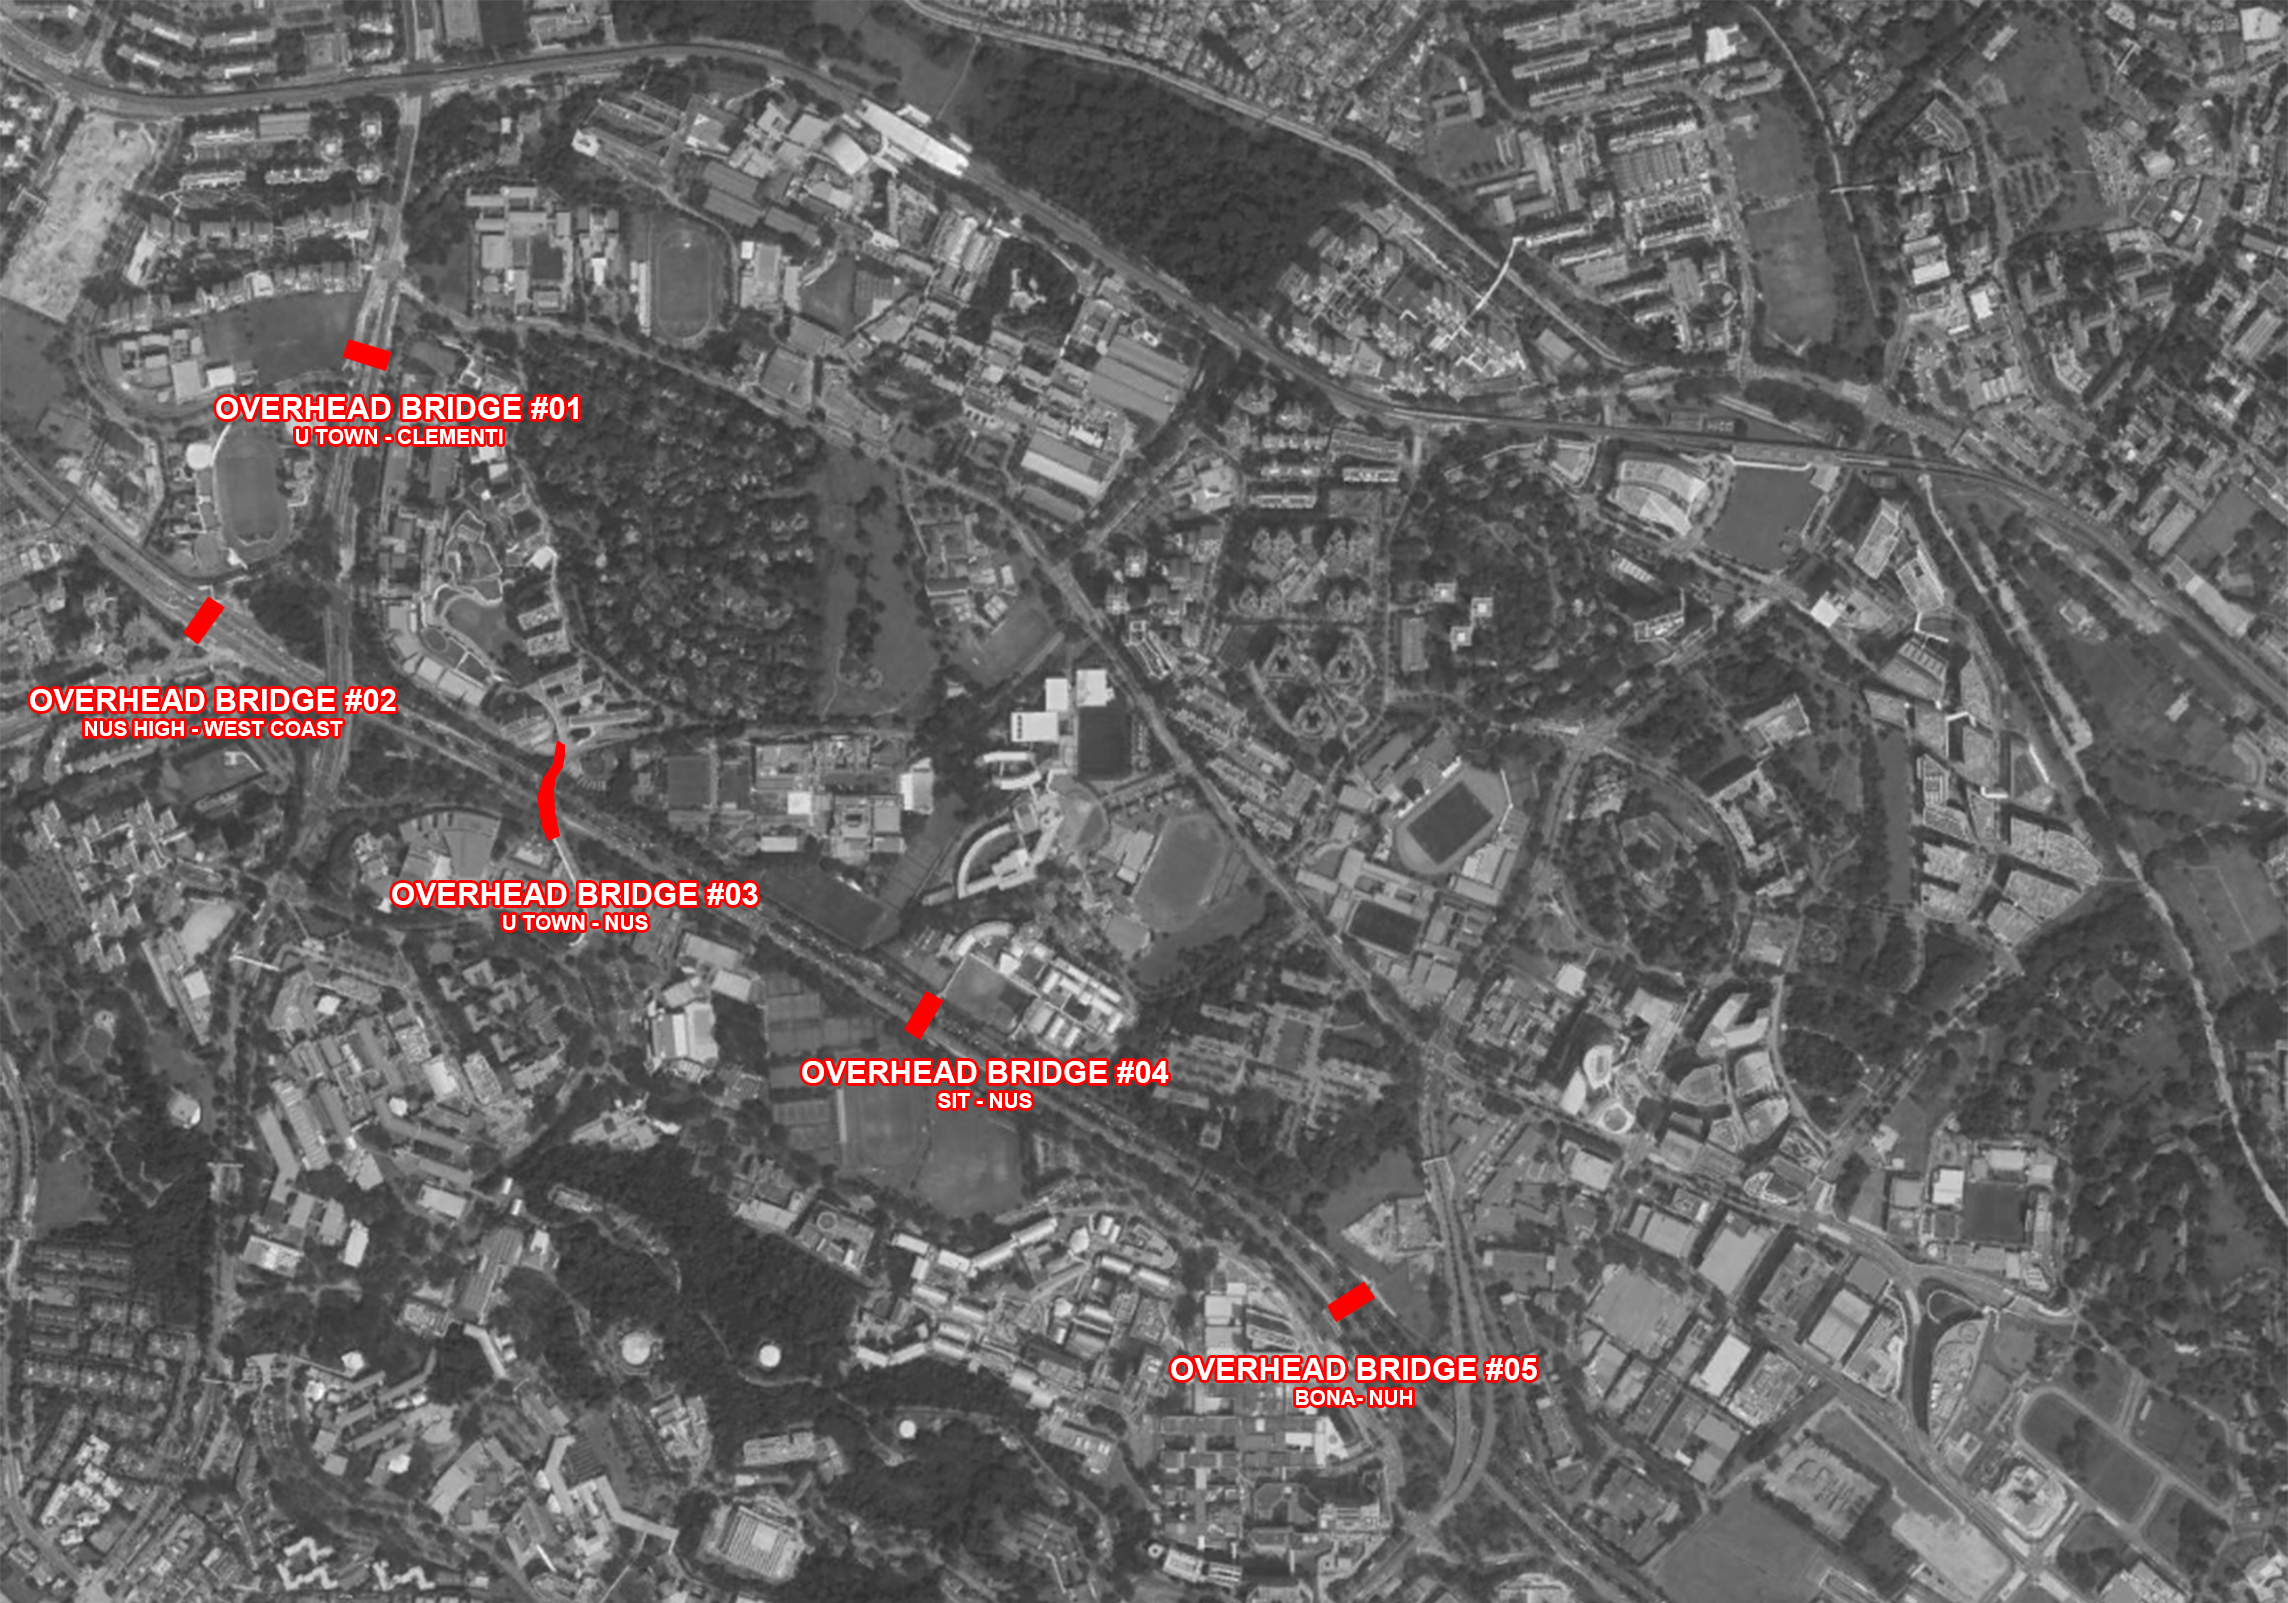 OVERHEAD BRIDGE #01
U TOWN - CLEMENTI
OVERHEAD BRIDGE #02
NUS HIGH - WEST COAST
OVERHEAD BRIDGE #03
U TOWN - NUS
OVERHEAD BRIDGE #04
SIT - NUS
OVERHEAD BRIDGE #05
BONA- NUH